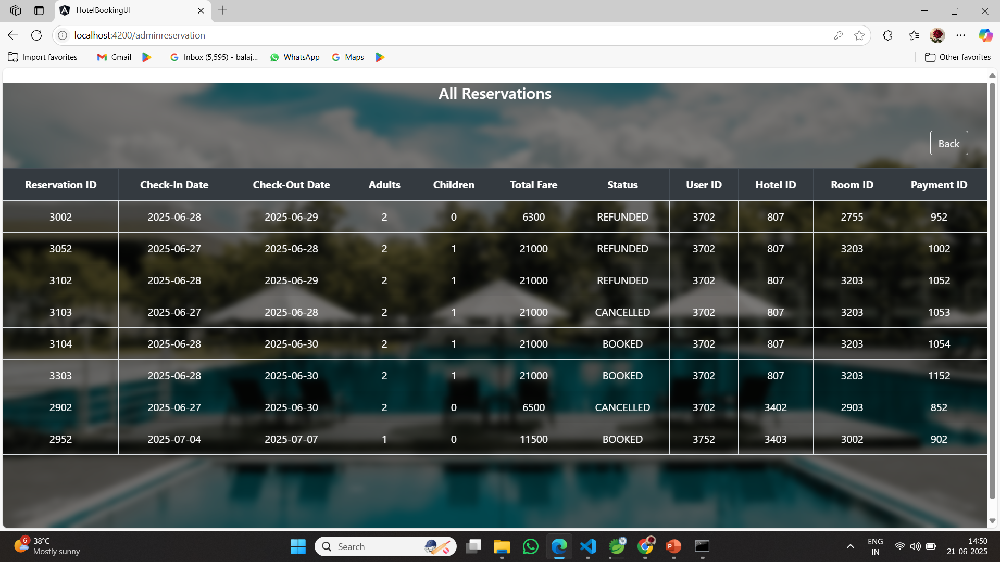 HotelBookingUI
localhost:4200/adminreservation
Import favorites Gmail Inbox (5,595) - balaj... WhatsApp Maps Other favorites
All Reservations
Back
Reservation ID Check-In Date Check-Out Date Adults Children Total Fare Status User ID Hotel ID Room ID Payment ID
3002 2025-06-28 2025-06-29 2 0 6300 REFUNDED 3702 807 2755 952
3052 2025-06-27 2025-06-28 2 1 21000 REFUNDED 3702 807 3203 1002
3102 2025-06-28 2025-06-29 2 1 21000 REFUNDED 3702 807 3203 1052
3103 2025-06-27 2025-06-28 2 1 21000 CANCELLED 3702 807 3203 1053
3104 2025-06-28 2025-06-30 2 1 21000 BOOKED 3702 807 3203 1054
3303 2025-06-28 2025-06-30 2 1 21000 BOOKED 3702 807 3203 1152
2902 2025-06-27 2025-06-30 2 0 6500 CANCELLED 3702 3402 2903 852
2952 2025-07-04 2025-07-07 1 0 11500 BOOKED 3752 3403 3002 902
6 38°C
Mostly sunny
Search
ENG
IN
14:50
21-06-2025